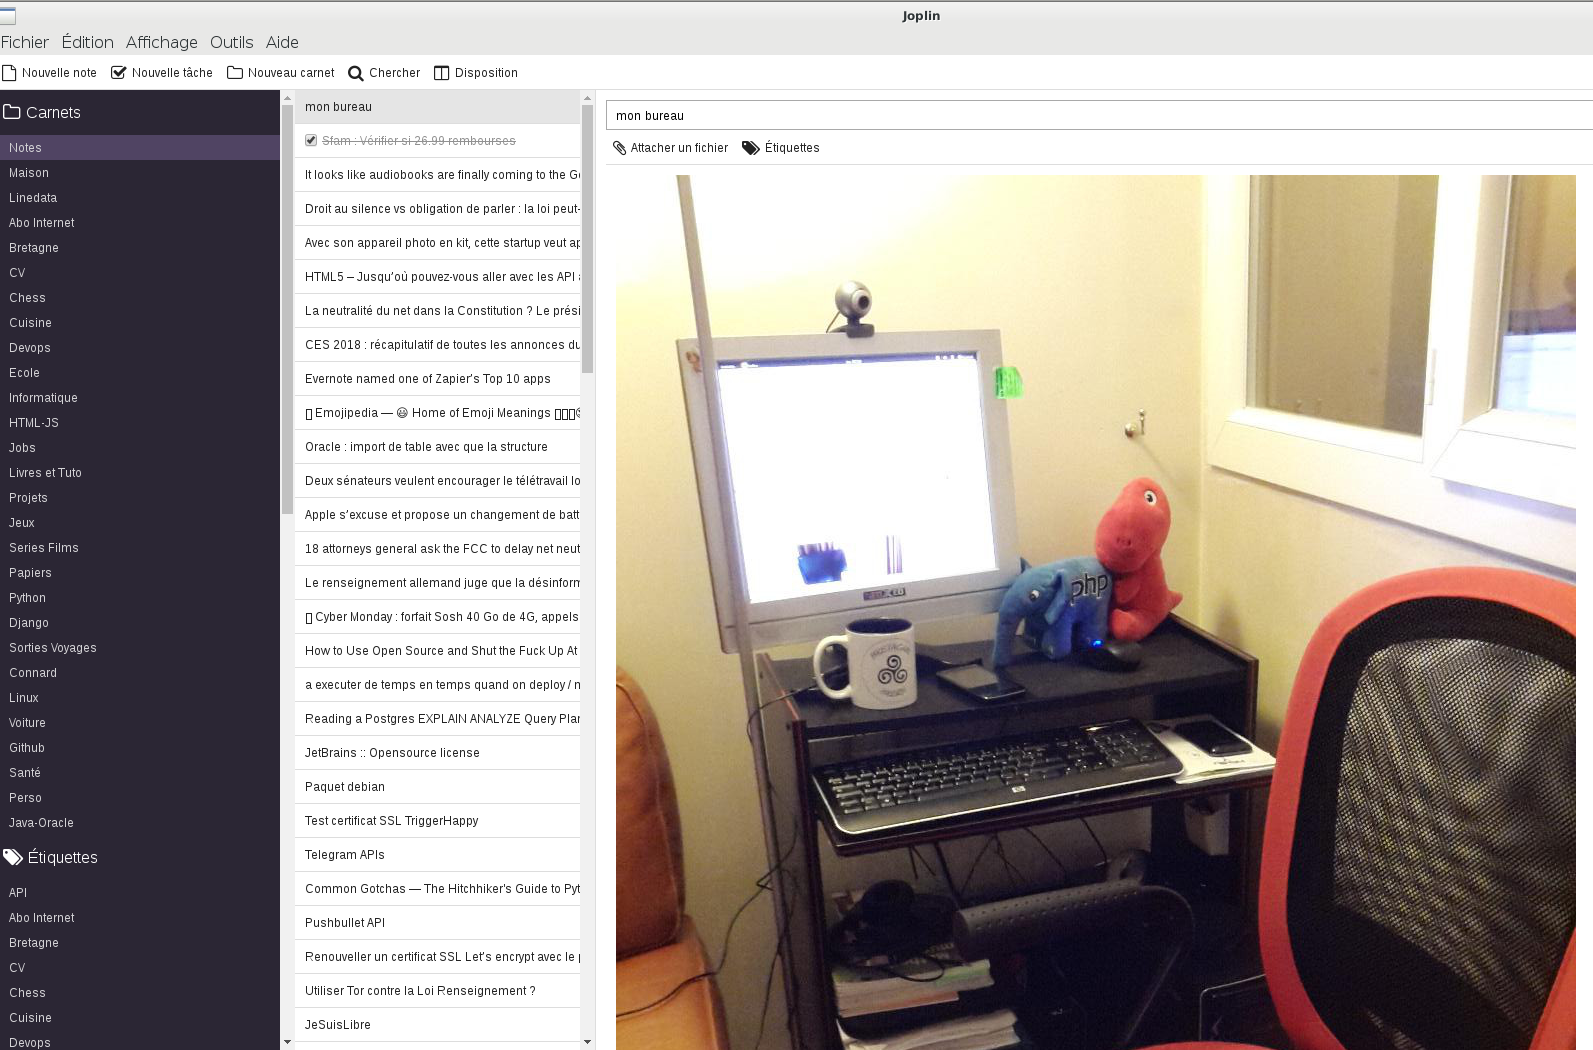 Joplin
Fichier Édition Affichage Outils Aide
Nouvelle note Nouvelle tâche Nouveau carnet Chercher Disposition
Carnets
Notes
Maison
Linedata
Abo Internet
Bretagne
CV
Chess
Cuisine
Devops
Ecole
Informatique
HTML-JS
Jobs
Livres et Tuto
Projets
Jeux
Series Films
Papiers
Python
Django
Sorties Voyages
Connard
Linux
Voiture
Github
Santé
Perso
Java-Oracle
Étiquettes
API
Abo Internet
Bretagne
CV
Chess
Cuisine
Devops
mon bureau
Sfam : Vérifier si 26.99 rembourses
It looks like audiobooks are finally coming to the G
Droit au silence vs obligation de parler : la loi peut-
Avec son appareil photo en kit, cette startup veut ap
HTML5 – Jusqu’où pouvez-vous aller avec les API
La neutralité du net dans la Constitution ? Le prési
CES 2018 : récapitulatif de toutes les annonces du
Evernote named one of Zapier's Top 10 apps
Emojipedia — 😃 Home of Emoji Meanings
Oracle : import de table avec que la structure
Deux sénateurs veulent encourager le télétravail lo
Apple s’excuse et propose un changement de batt
18 attorneys general ask the FCC to delay net neut
Le renseignement allemand juge que la désinform
Cyber Monday : forfait Sosh 40 Go de 4G, appels
How to Use Open Source and Shut the Fuck Up At
a executer de temps en temps quand on deploy / n
Reading a Postgres EXPLAIN ANALYZE Query Plan
JetBrains :: Opensource license
Paquet debian
Test certificat SSL TriggerHappy
Telegram APIs
Common Gotchas — The Hitchhiker's Guide to Pyt
Pushbullet API
Renouveller un certificat SSL Let's encrypt avec le p
Utiliser Tor contre la Loi Renseignement ?
JeSuisLibre
mon bureau
Attacher un fichier Étiquettes
php